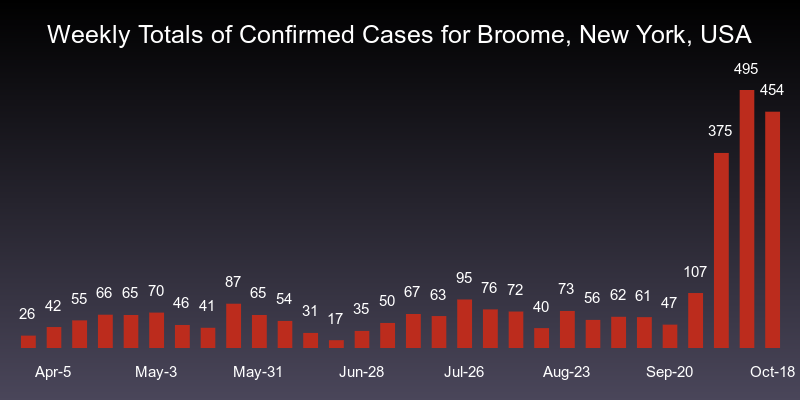 Weekly Totals of Confirmed Cases for Broome, New York, USA
26 42 55 66 65 70 46 41 87 65 54 31 17 35 50 67 63 95 76 72 40 73 56 62 61 47 107 375 495 454
Apr-5 May-3 May-31 Jun-28 Jul-26 Aug-23 Sep-20 Oct-18